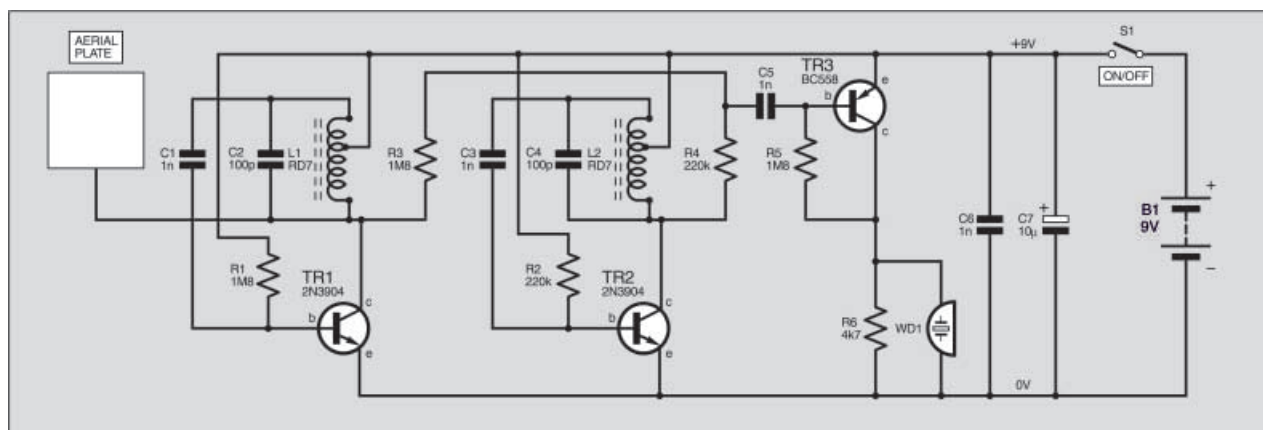 AERIAL
PLATE
C1
1n
C2
100p
L1
RD7
R3
1M8
C3
1n
C4
100p
L2
RD7
R4
220k
C5
1n
TR3
BC558
b
e
c
R5
1M8
+9V
S1
ON/OFF
R1
1M8
TR1
2N3904
b
c
e
R2
220k
TR2
2N3904
b
c
e
R6
4k7
WD1
C6
1n
+
C7
10µ
+
B1
9V
−
0V